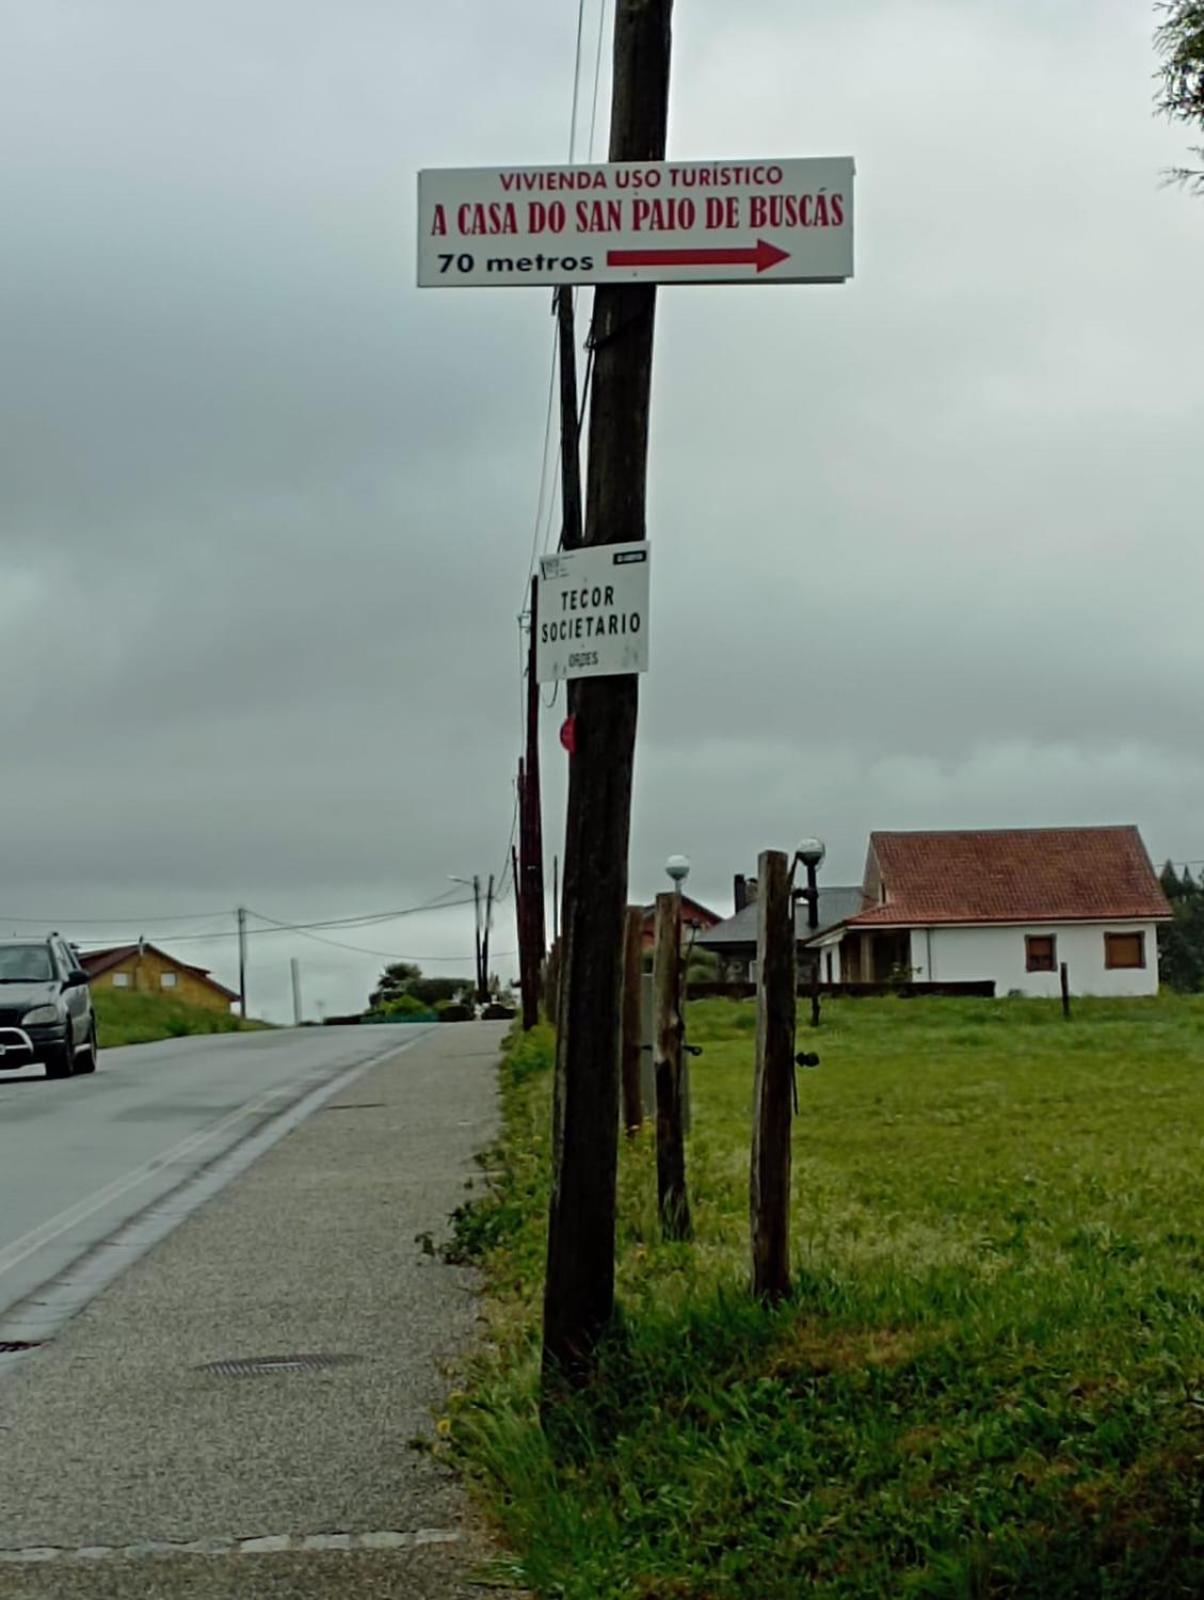 VIVIENDA USO TURÍSTICO
A CASA DO SAN PAIO DE BUSCÁS
70 metros
TECOR
SOCIETARIO
ORDES